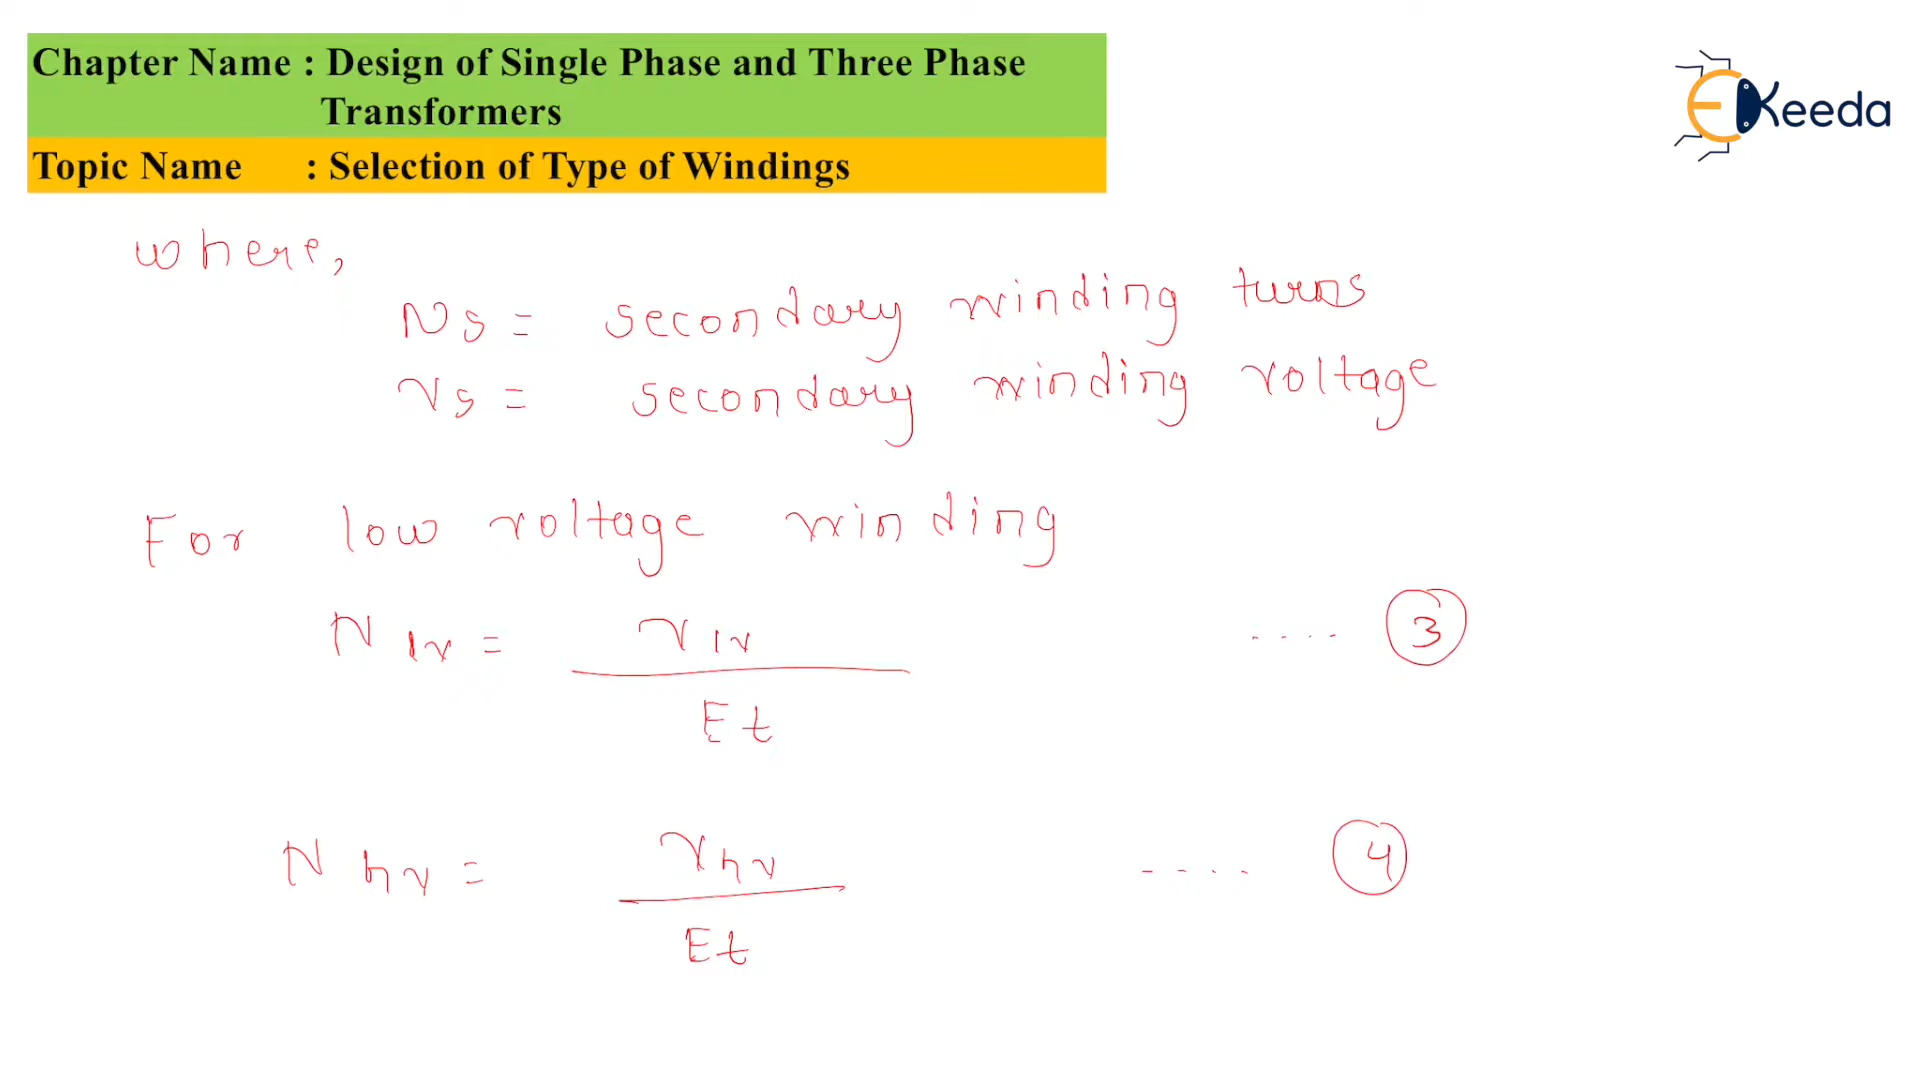 Chapter Name : Design of Single Phase and Three Phase
Transformers
Topic Name : Selection of Type of Windings
EKeeda
where,
Ns = secondary winding turns
Vs = secondary winding voltage
For low voltage winding
Nlv = Vlv / Et .... 3
Nhv = Vhv / Et .... 4